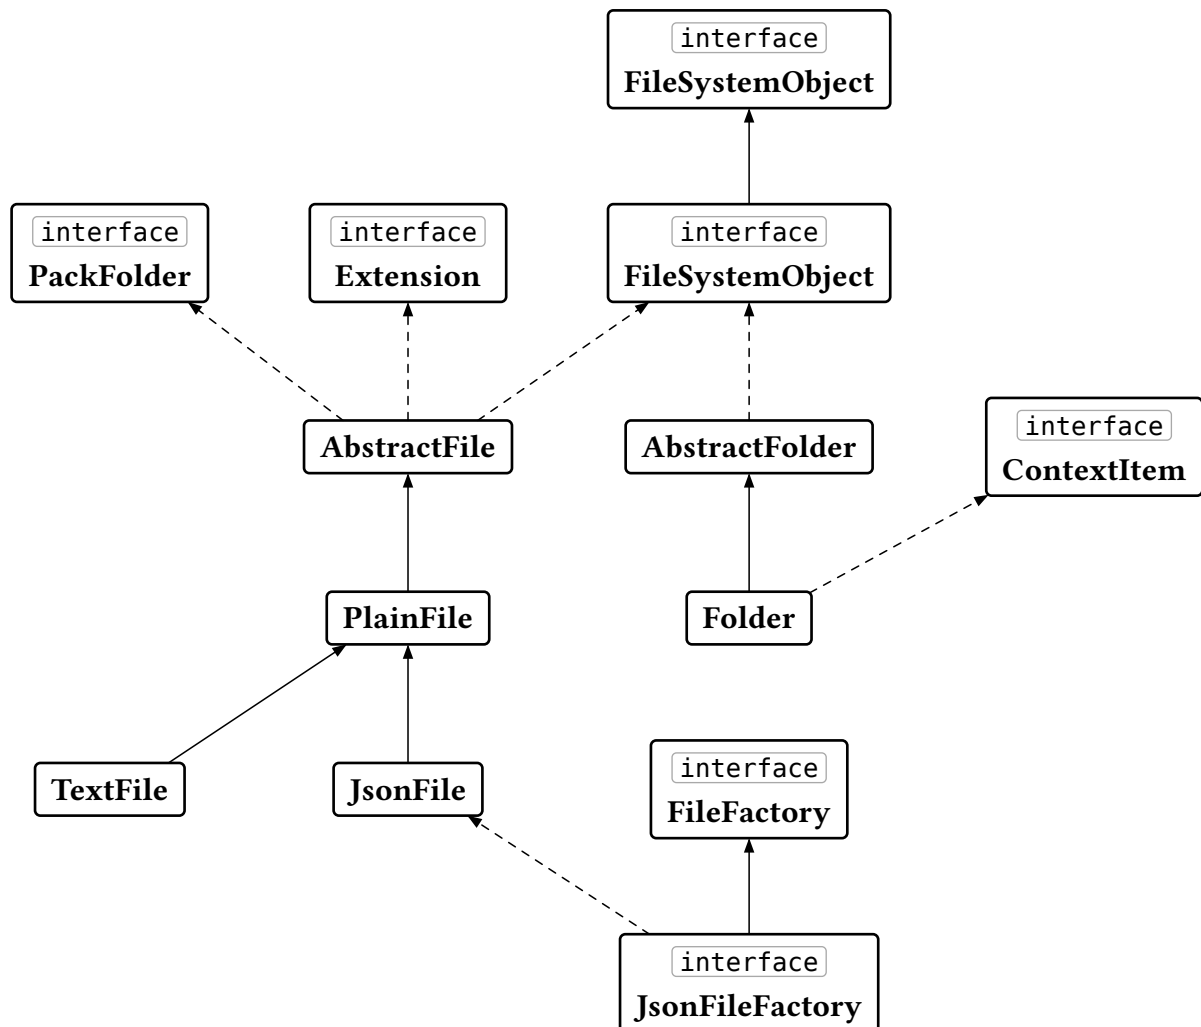 interface
FileSystemObject
interface
PackFolder
interface
Extension
interface
FileSystemObject
AbstractFile
AbstractFolder
interface
ContextItem
PlainFile
Folder
TextFile
JsonFile
interface
FileFactory
interface
JsonFileFactory